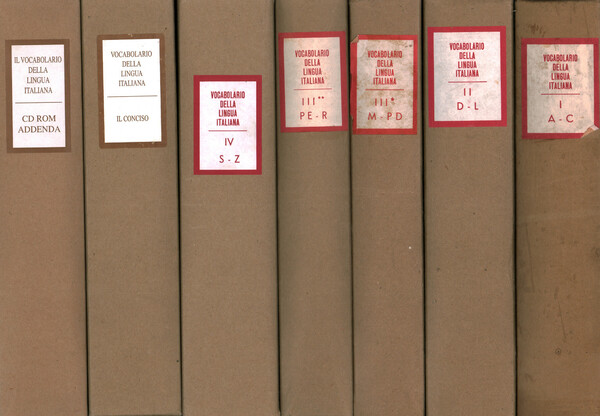 IL VOCABOLARIO
DELLA
LINGUA
ITALIANA
CD ROM
ADDENDA
VOCABOLARIO
DELLA
LINGUA
ITALIANA
IL CONCISO
VOCABOLARIO
DELLA
LINGUA
ITALIANA
IV
S - Z
VOCABOLARIO
DELLA
LINGUA
ITALIANA
III**
PE - R
VOCABOLARIO
DELLA
LINGUA
ITALIANA
III*
M - PD
VOCABOLARIO
DELLA
LINGUA
ITALIANA
II
D - L
VOCABOLARIO
DELLA
LINGUA
ITALIANA
I
A - C